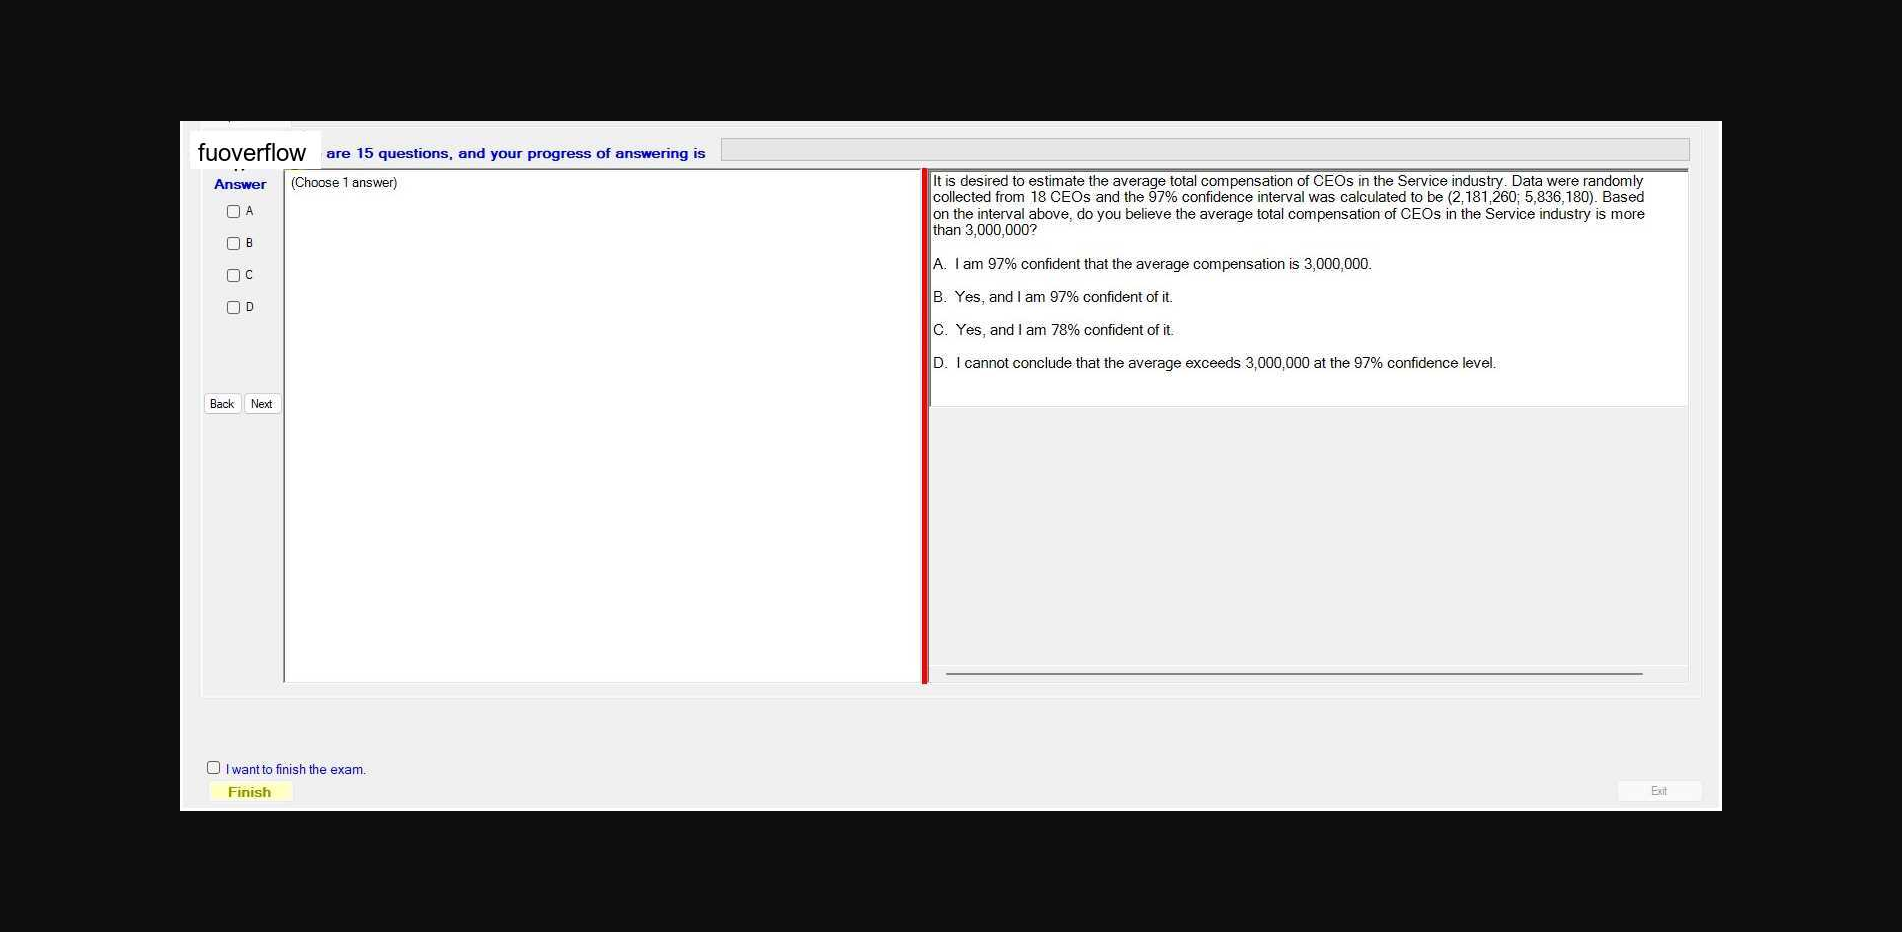 fuoverflow are 15 questions, and your progress of answering is
Answer
(Choose 1 answer)
A
B
C
D
Back Next
It is desired to estimate the average total compensation of CEOs in the Service industry. Data were randomly
collected from 18 CEOs and the 97% confidence interval was calculated to be (2,181,260; 5,836,180). Based
on the interval above, do you believe the average total compensation of CEOs in the Service industry is more
than 3,000,000?
A. I am 97% confident that the average compensation is 3,000,000.
B. Yes, and I am 97% confident of it.
C. Yes, and I am 78% confident of it.
D. I cannot conclude that the average exceeds 3,000,000 at the 97% confidence level.
I want to finish the exam.
Finish
Exit